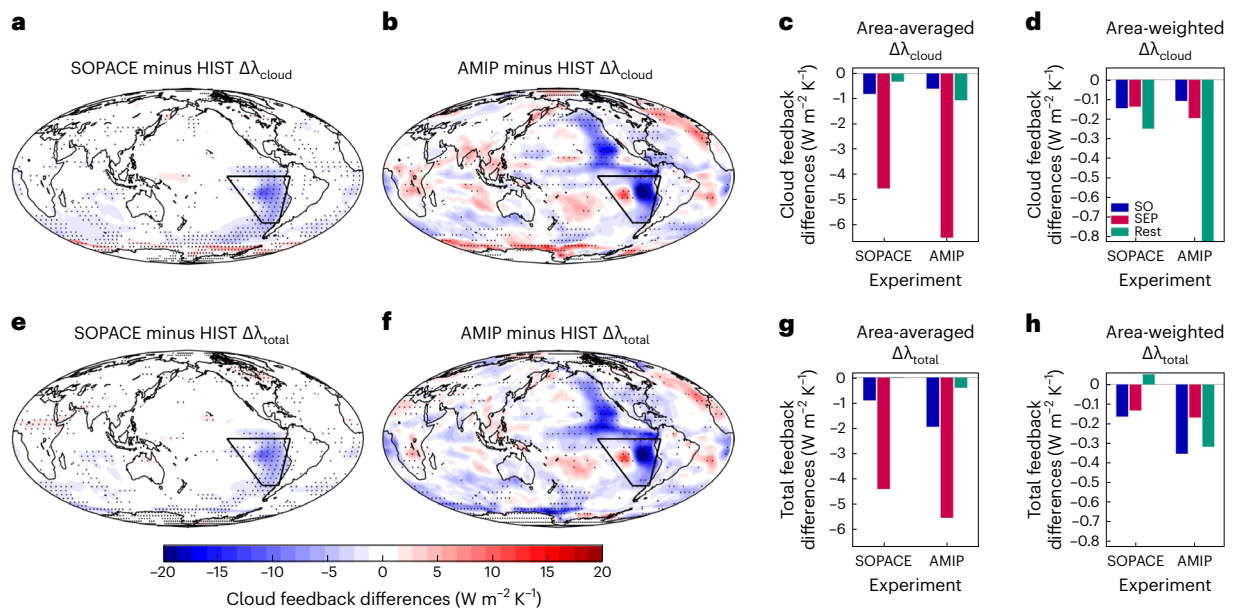 a
SOPACE minus HIST Δλcloud
b
AMIP minus HIST Δλcloud
c
Area-averaged
Δλcloud
Cloud feedback
differences (W m−2 K−1)
0
−1
−2
−3
−4
−5
−6
SOPACE
AMIP
Experiment
d
Area-weighted
Δλcloud
Cloud feedback
differences (W m−2 K−1)
0
−0.1
−0.2
−0.3
−0.4
−0.5
−0.6
−0.7
−0.8
SO
SEP
Rest
SOPACE
AMIP
Experiment
e
SOPACE minus HIST Δλtotal
f
AMIP minus HIST Δλtotal
−20 −15 −10 −5 0 5 10 15 20
Cloud feedback differences (W m−2 K−1)
g
Area-averaged
Δλtotal
Total feedback
differences (W m−2 K−1)
0
−1
−2
−3
−4
−5
−6
SOPACE
AMIP
Experiment
h
Area-weighted
Δλtotal
Total feedback
differences (W m−2 K−1)
0
−0.1
−0.2
−0.3
−0.4
−0.5
−0.6
−0.7
−0.8
SOPACE
AMIP
Experiment